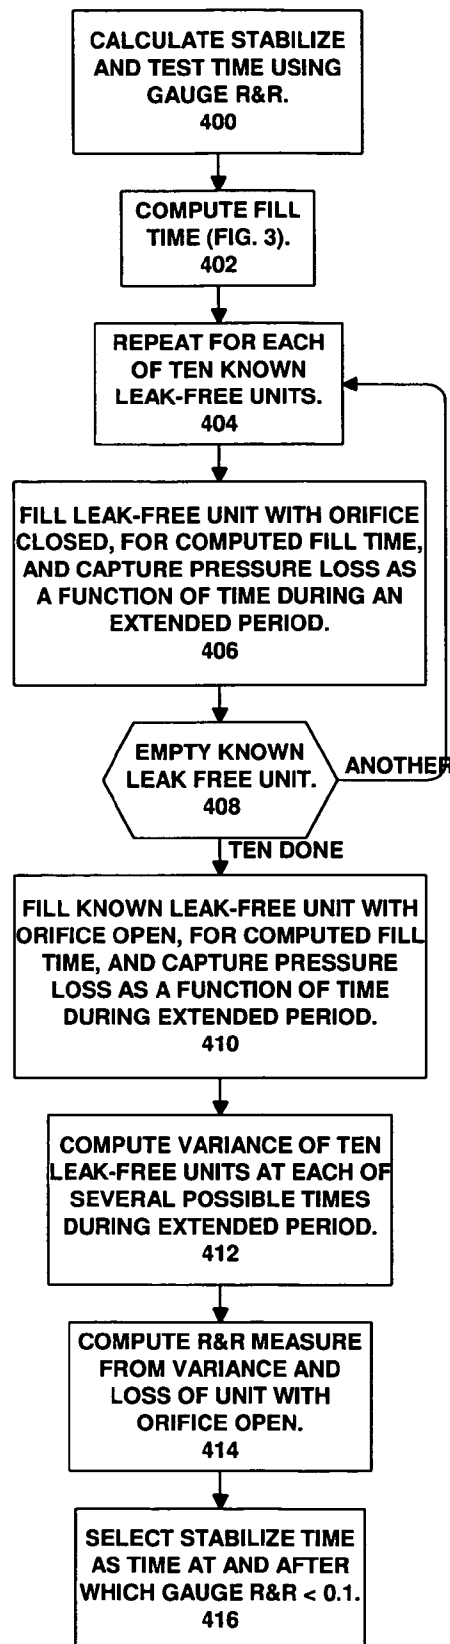 CALCULATE STABILIZE
AND TEST TIME USING
GAUGE R&R.
400
COMPUTE FILL
TIME (FIG. 3).
402
REPEAT FOR EACH
OF TEN KNOWN
LEAK-FREE UNITS.
404
FILL LEAK-FREE UNIT WITH ORIFICE
CLOSED, FOR COMPUTED FILL TIME,
AND CAPTURE PRESSURE LOSS AS
A FUNCTION OF TIME DURING AN
EXTENDED PERIOD.
406
EMPTY KNOWN
LEAK FREE UNIT.
408
ANOTHER
TEN DONE
FILL KNOWN LEAK-FREE UNIT WITH
ORIFICE OPEN, FOR COMPUTED FILL
TIME, AND CAPTURE PRESSURE
LOSS AS A FUNCTION OF TIME
DURING EXTENDED PERIOD.
410
COMPUTE VARIANCE OF TEN
LEAK-FREE UNITS AT EACH OF
SEVERAL POSSIBLE TIMES
DURING EXTENDED PERIOD.
412
COMPUTE R&R MEASURE
FROM VARIANCE AND
LOSS OF UNIT WITH
ORIFICE OPEN.
414
SELECT STABILIZE TIME
AS TIME AT AND AFTER
WHICH GAUGE R&R < 0.1.
416